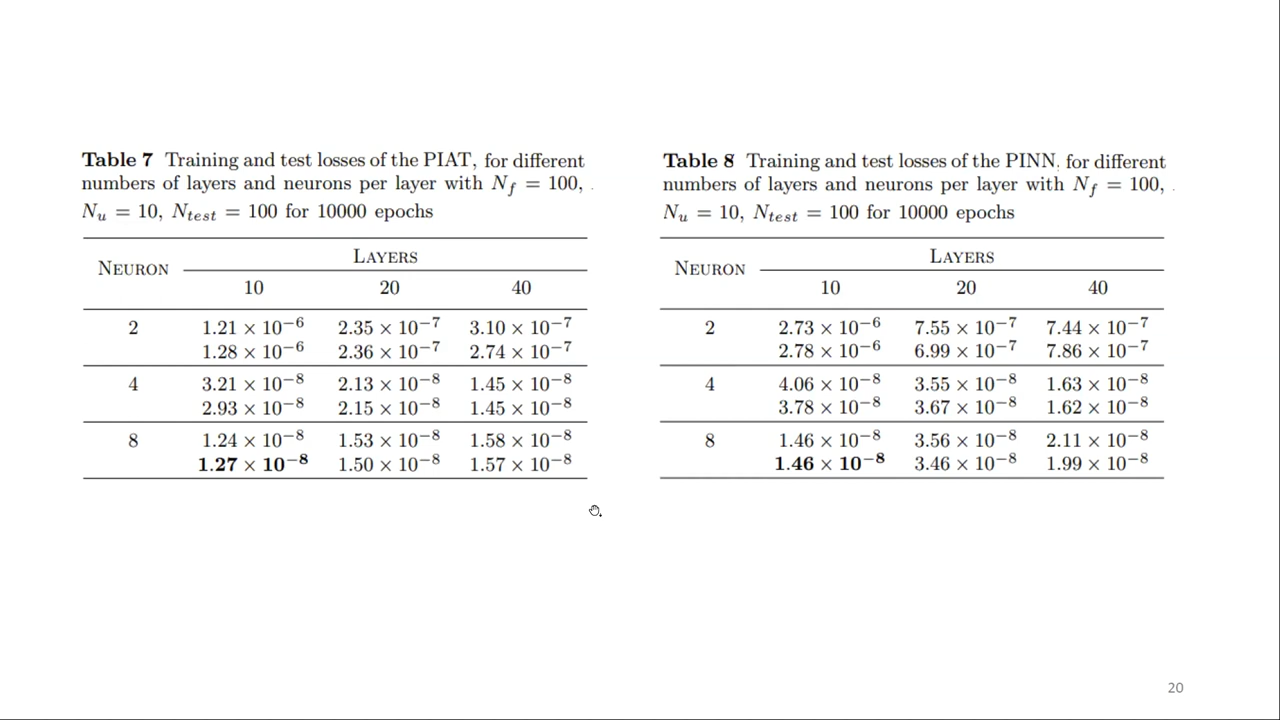 Table 7 Training and test losses of the PIAT, for different
numbers of layers and neurons per layer with N_f = 100,
N_u = 10, N_test = 100 for 10000 epochs
NEURON LAYERS
10 20 40
2 1.21 × 10⁻⁶ 2.35 × 10⁻⁷ 3.10 × 10⁻⁷
1.28 × 10⁻⁶ 2.36 × 10⁻⁷ 2.74 × 10⁻⁷
4 3.21 × 10⁻⁸ 2.13 × 10⁻⁸ 1.45 × 10⁻⁸
2.93 × 10⁻⁸ 2.15 × 10⁻⁸ 1.45 × 10⁻⁸
8 1.24 × 10⁻⁸ 1.53 × 10⁻⁸ 1.58 × 10⁻⁸
1.27 × 10⁻⁸ 1.50 × 10⁻⁸ 1.57 × 10⁻⁸
Table 8 Training and test losses of the PINN, for different
numbers of layers and neurons per layer with N_f = 100,
N_u = 10, N_test = 100 for 10000 epochs
NEURON LAYERS
10 20 40
2 2.73 × 10⁻⁶ 7.55 × 10⁻⁷ 7.44 × 10⁻⁷
2.78 × 10⁻⁶ 6.99 × 10⁻⁷ 7.86 × 10⁻⁷
4 4.06 × 10⁻⁸ 3.55 × 10⁻⁸ 1.63 × 10⁻⁸
3.78 × 10⁻⁸ 3.67 × 10⁻⁸ 1.62 × 10⁻⁸
8 1.46 × 10⁻⁸ 3.56 × 10⁻⁸ 2.11 × 10⁻⁸
1.46 × 10⁻⁸ 3.46 × 10⁻⁸ 1.99 × 10⁻⁸
20